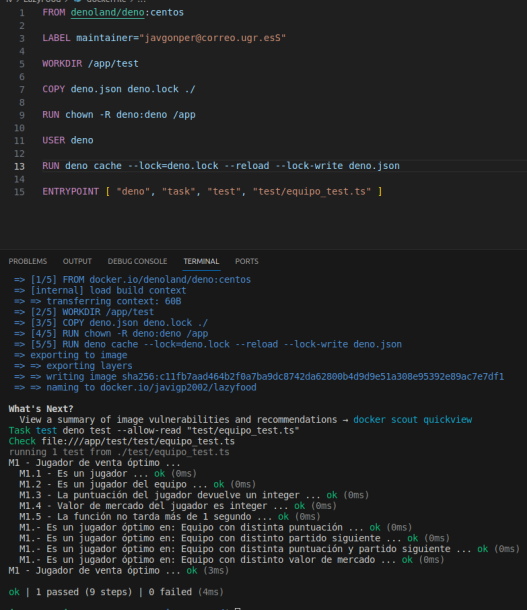 1 FROM denoland/deno:centos
2
3 LABEL maintainer="javgonper@correo.ugr.esS"
4
5 WORKDIR /app/test
6
7 COPY deno.json deno.lock ./
8
9 RUN chown -R deno:deno /app
10
11 USER deno
12
13 RUN deno cache --lock=deno.lock --reload --lock-write deno.json
14
15 ENTRYPOINT [ "deno", "task", "test", "test/equipo_test.ts" ]
PROBLEMS OUTPUT DEBUG CONSOLE TERMINAL PORTS
=> [1/5] FROM docker.io/denoland/deno:centos
=> [internal] load build context
=> => transferring context: 60B
=> [2/5] WORKDIR /app/test
=> [3/5] COPY deno.json deno.lock ./
=> [4/5] RUN chown -R deno:deno /app
=> [5/5] RUN deno cache --lock=deno.lock --reload --lock-write deno.json
=> exporting to image
=> => exporting layers
=> => writing image sha256:c11fb7aad464b2f0a7ba9dc8742da62800b4d9d9e51a308e95392e89ac7e7df1
=> => naming to docker.io/javigp2002/lazyfood
What's Next?
View a summary of image vulnerabilities and recommendations → docker scout quickview
Task test deno test --allow-read "test/equipo_test.ts"
Check file:///app/test/test/equipo_test.ts
running 1 test from ./test/equipo_test.ts
M1 - Jugador de venta óptimo ...
M1.1 - Es un jugador ... ok (0ms)
M1.2 - Es un jugador del equipo ... ok (0ms)
M1.3 - La puntuación del jugador devuelve un integer ... ok (0ms)
M1.4 - Valor de mercado del jugador es integer ... ok (0ms)
M1.5 - La función no tarda más de 1 segundo ... ok (0ms)
M1.- Es un jugador óptimo en: Equipo con distinta puntuación ... ok (0ms)
M1.- Es un jugador óptimo en: Equipo con distinto partido siguiente ... ok (0ms)
M1.- Es un jugador óptimo en: Equipo con distinta puntuación y partido siguiente ... ok (0ms)
M1.- Es un jugador óptimo en: Equipo con distinto valor de mercado ... ok (0ms)
M1 - Jugador de venta óptimo ... ok (3ms)
ok | 1 passed (9 steps) | 0 failed (4ms)